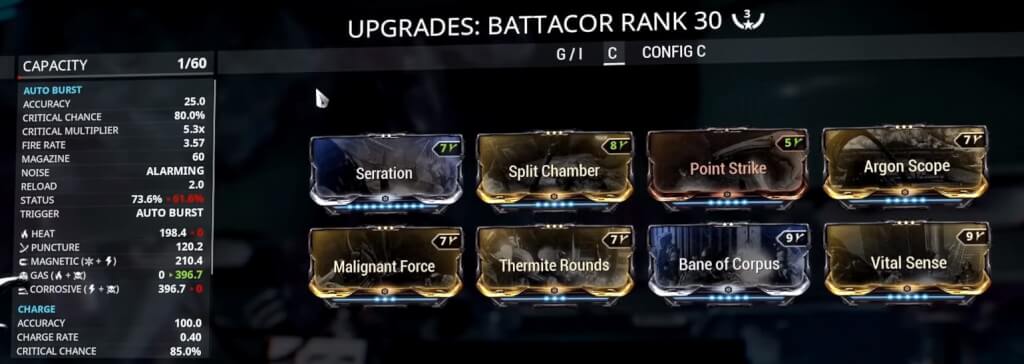 UPGRADES: BATTACOR RANK 30 3
G / I C CONFIG C
CAPACITY 1/60
AUTO BURST
ACCURACY 25.0
CRITICAL CHANCE 80.0%
CRITICAL MULTIPLIER 5.3x
FIRE RATE 3.57
MAGAZINE 60
NOISE ALARMING
RELOAD 2.0
STATUS 73.6% 61.6%
TRIGGER AUTO BURST
HEAT 198.4 0
PUNCTURE 120.2
MAGNETIC ( + ) 210.4
GAS ( + ) 0 396.7
CORROSIVE ( + ) 396.7 0
CHARGE
ACCURACY 100.0
CHARGE RATE 0.40
CRITICAL CHANCE 85.0%
7 8 5 7
Serration Split Chamber Point Strike Argon Scope
7 7 9 9
Malignant Force Thermite Rounds Bane of Corpus Vital Sense